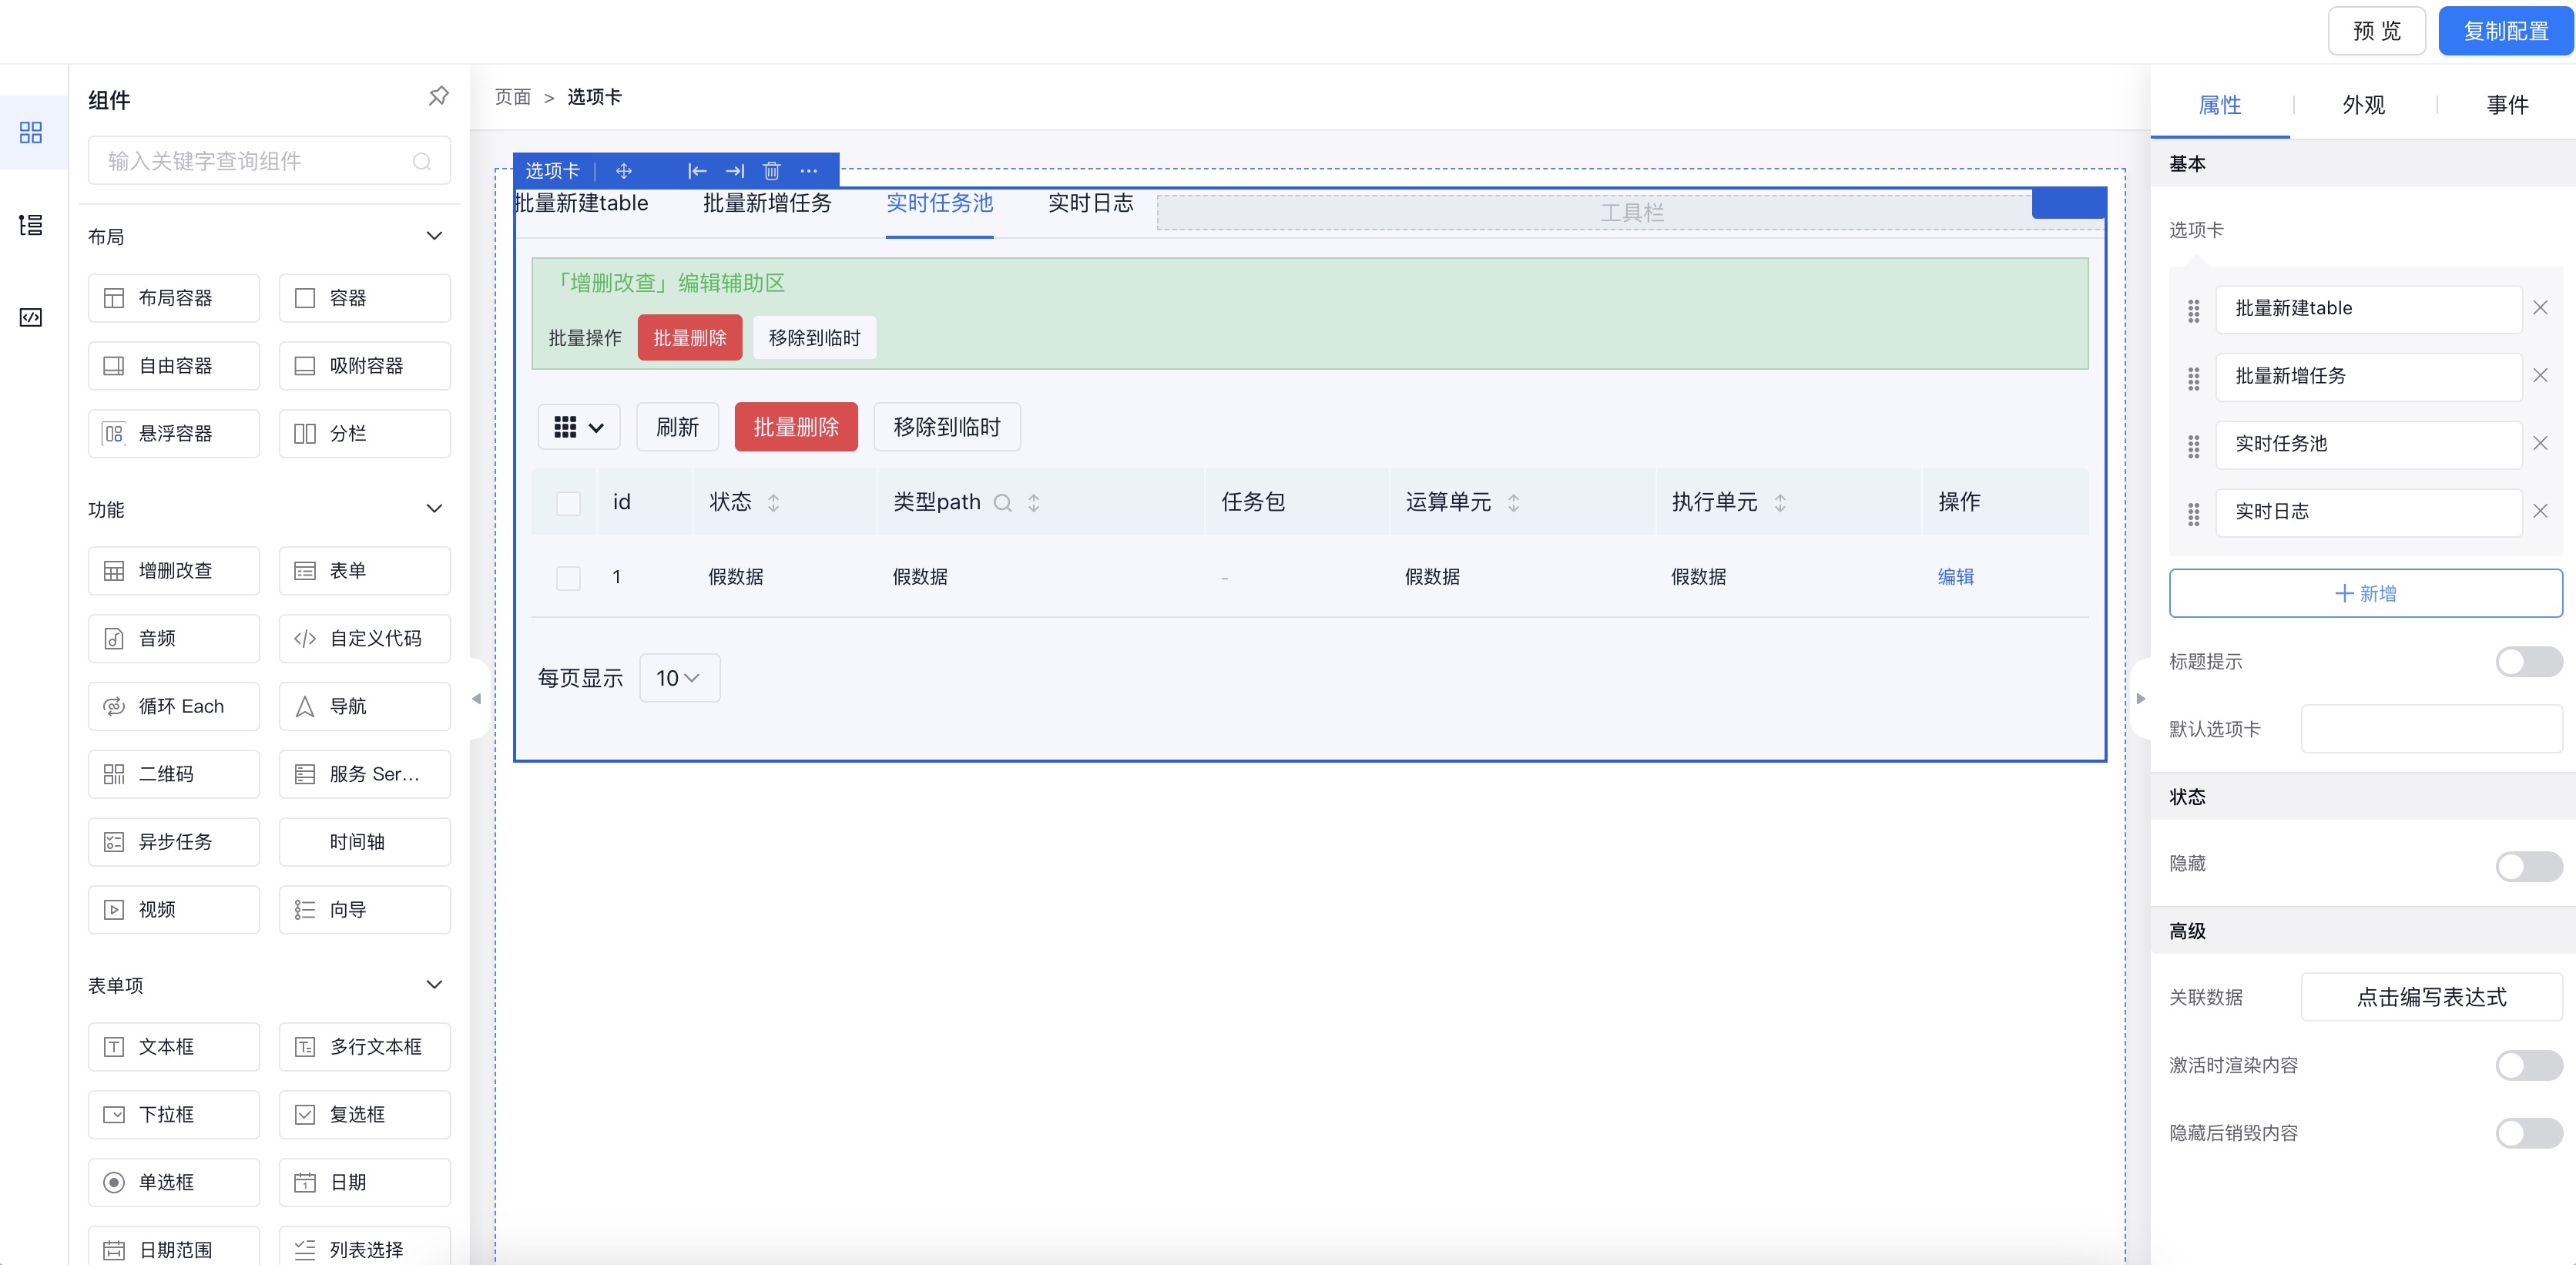 预 览
复制配置
组件
输入关键字查询组件
布局
布局容器
容器
自由容器
吸附容器
悬浮容器
分栏
功能
增删改查
表单
音频
自定义代码
循环 Each
导航
二维码
服务 Ser...
异步任务
时间轴
视频
向导
表单项
文本框
多行文本框
下拉框
复选框
单选框
日期
日期范围
列表选择
页面 > 选项卡
选项卡
批量新建table
批量新增任务
实时任务池
实时日志
工具栏
「增删改查」编辑辅助区
批量操作
批量删除
移除到临时
刷新
批量删除
移除到临时
id
状态
类型path
任务包
运算单元
执行单元
操作
1
假数据
假数据
-
假数据
假数据
编辑
每页显示
10
属性
外观
事件
基本
选项卡
批量新建table
批量新增任务
实时任务池
实时日志
新增
标题提示
默认选项卡
状态
隐藏
高级
关联数据
点击编写表达式
激活时渲染内容
隐藏后销毁内容